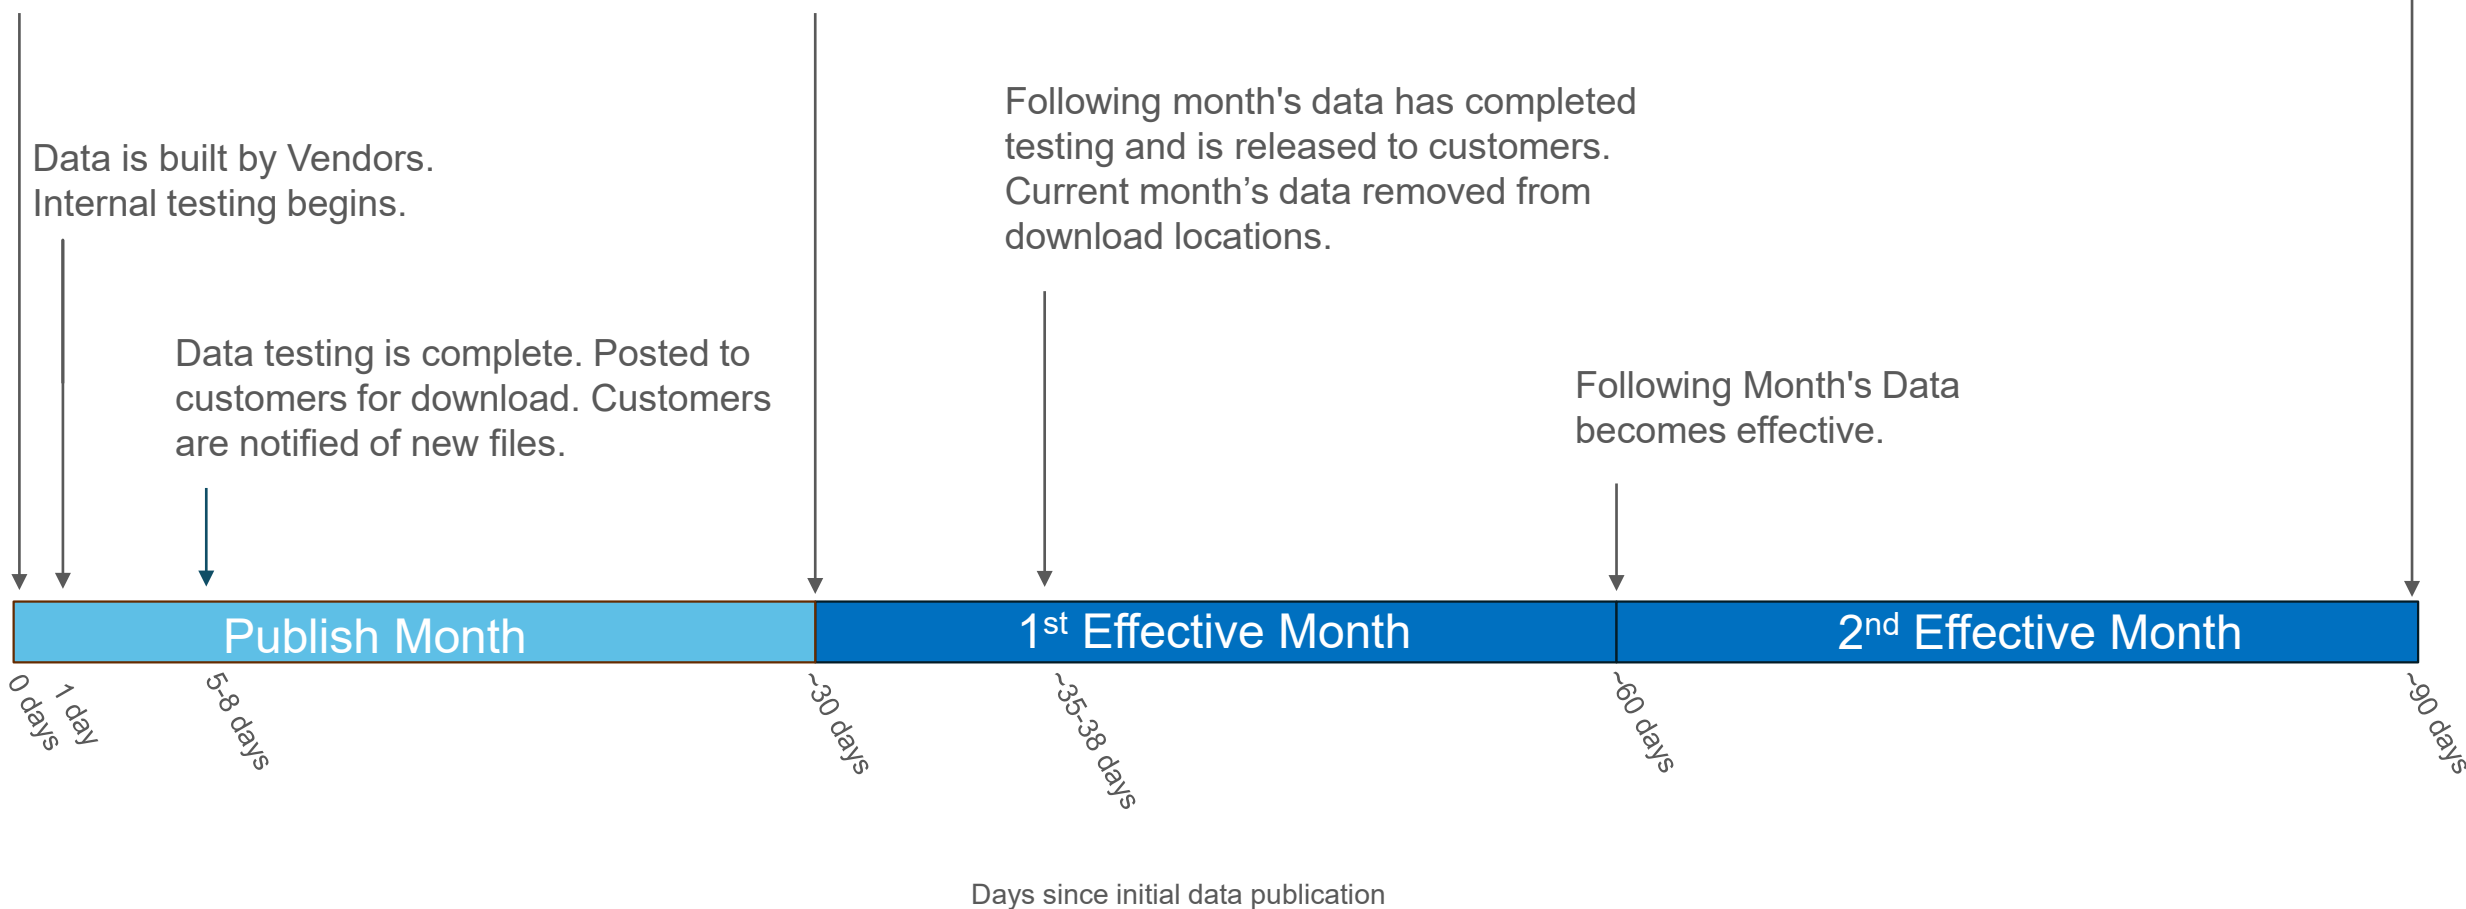 Data is built by Vendors.
Internal testing begins.
Data testing is complete. Posted to
customers for download. Customers
are notified of new files.
Following month's data has completed
testing and is released to customers.
Current month’s data removed from
download locations.
Following Month's Data
becomes effective.
Publish Month
1st Effective Month
2nd Effective Month
0 days
1 day
5-8 days
~30 days
~35-38 days
~60 days
~90 days
Days since initial data publication